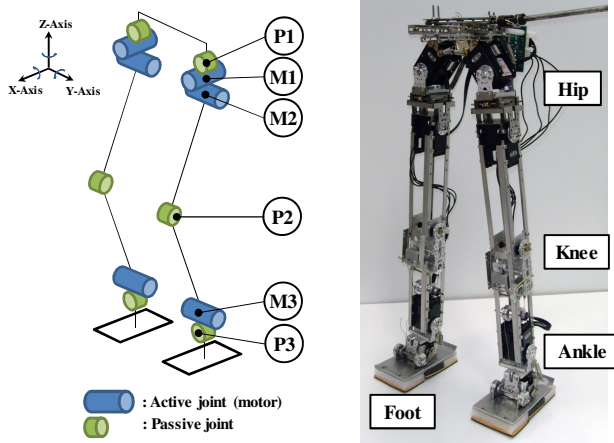 Z-Axis
X-Axis
Y-Axis
P1
M1
M2
P2
M3
P3
: Active joint (motor)
: Passive joint
Hip
Knee
Ankle
Foot